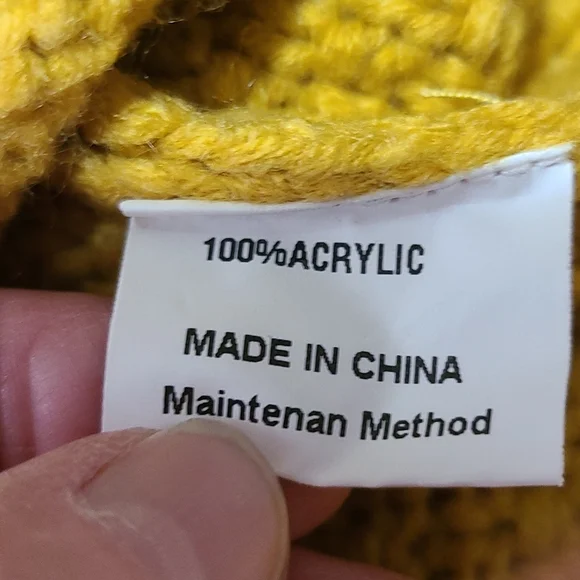 100%ACRYLIC
MADE IN CHINA
Maintenan Method